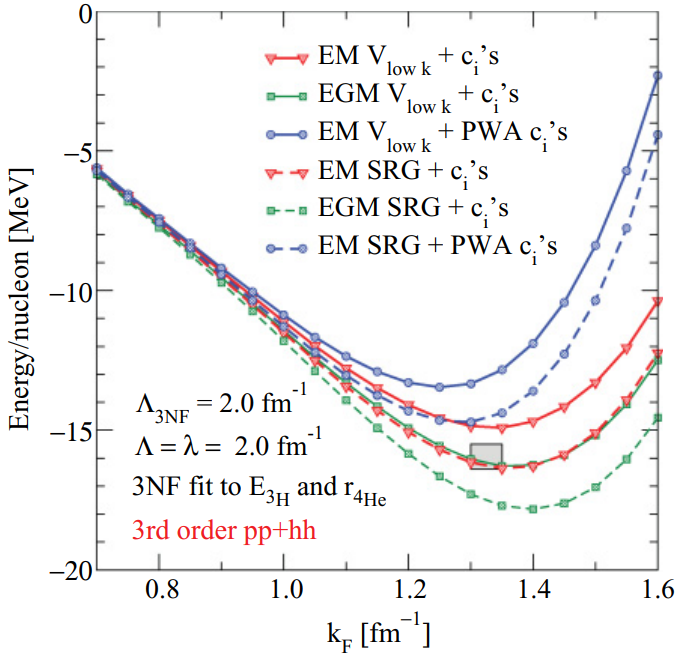 0
EM V_low k + c_i's
EGM V_low k + c_i's
EM V_low k + PWA c_i's
EM SRG + c_i's
EGM SRG + c_i's
EM SRG + PWA c_i's
−5
Energy/nucleon [MeV]
−10
Λ_3NF = 2.0 fm^−1
Λ = λ = 2.0 fm^−1
−15
3NF fit to E_3H and r_4He
3rd order pp+hh
−20
0.8 1.0 1.2 1.4 1.6
k_F [fm^−1]